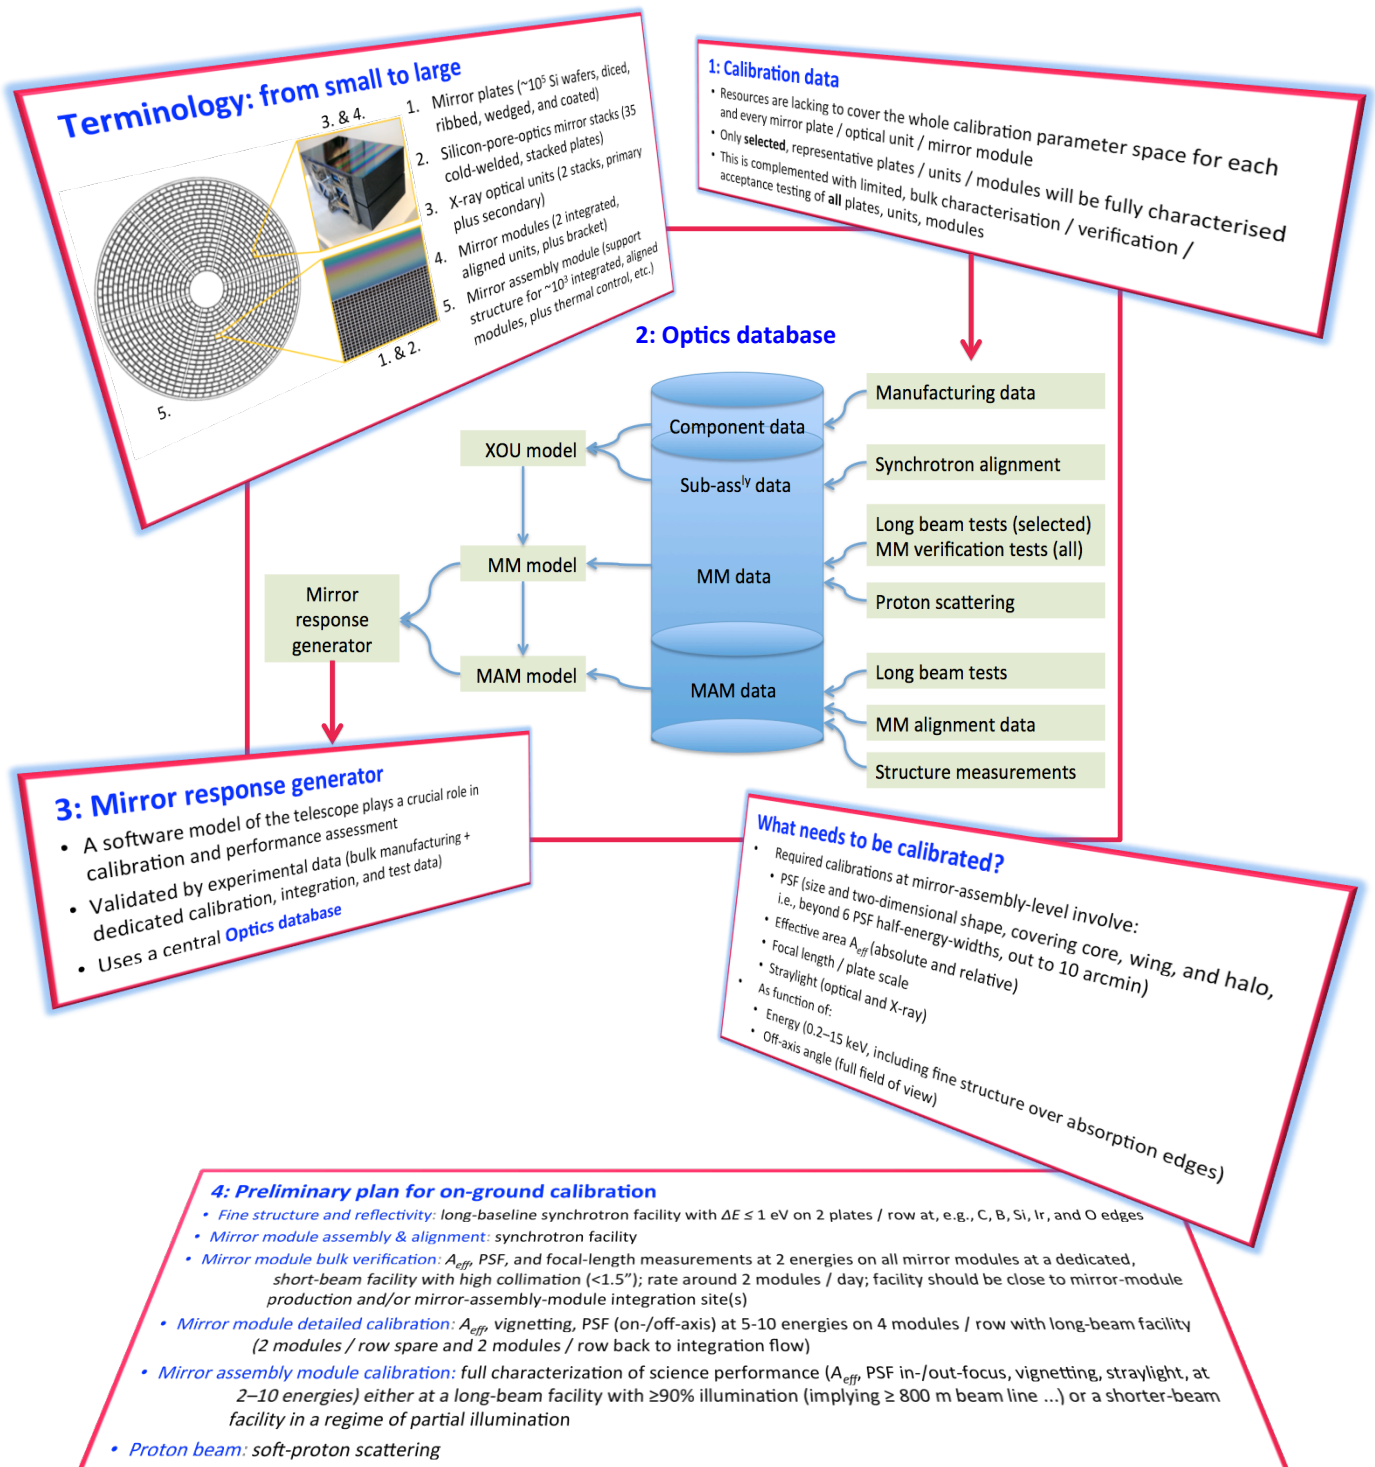 Terminology: from small to large
3. & 4.
1. Mirror plates (~10⁵ Si wafers, diced,
ribbed, wedged, and coated)
2. Silicon-pore-optics mirror stacks (35
cold-welded, stacked plates)
3. X-ray optical units (2 stacks, primary
plus secondary)
4. Mirror modules (2 integrated,
aligned units, plus bracket)
5. Mirror assembly module (support
structure for ~10³ integrated, aligned
modules, plus thermal control, etc.)
1. & 2.
5.
1: Calibration data
• Resources are lacking to cover the whole calibration parameter space for each
and every mirror plate / optical unit / mirror module
• Only selected, representative plates / units / modules will be fully characterised
• This is complemented with limited, bulk characterisation / verification /
acceptance testing of all plates, units, modules
2: Optics database
Component data
Sub-assˡʸ data
MM data
MAM data
Manufacturing data
Synchrotron alignment
Long beam tests (selected)
MM verification tests (all)
Proton scattering
Long beam tests
MM alignment data
Structure measurements
XOU model
MM model
MAM model
Mirror
response
generator
3: Mirror response generator
• A software model of the telescope plays a crucial role in
calibration and performance assessment
• Validated by experimental data (bulk manufacturing +
dedicated calibration, integration, and test data)
• Uses a central Optics database
What needs to be calibrated?
• Required calibrations at mirror-assembly-level involve:
• PSF (size and two-dimensional shape, covering core, wing, and halo,
i.e., beyond 6 PSF half-energy-widths, out to 10 arcmin)
• Effective area Aeff (absolute and relative)
• Focal length / plate scale
• Straylight (optical and X-ray)
• As function of:
• Energy (0.2–15 keV, including fine structure over absorption edges)
• Off-axis angle (full field of view)
4: Preliminary plan for on-ground calibration
• Fine structure and reflectivity: long-baseline synchrotron facility with ΔE ≤ 1 eV on 2 plates / row at, e.g., C, B, Si, Ir, and O edges
• Mirror module assembly & alignment: synchrotron facility
• Mirror module bulk verification: Aeff, PSF, and focal-length measurements at 2 energies on all mirror modules at a dedicated,
short-beam facility with high collimation (<1.5”); rate around 2 modules / day; facility should be close to mirror-module
production and/or mirror-assembly-module integration site(s)
• Mirror module detailed calibration: Aeff, vignetting, PSF (on-/off-axis) at 5-10 energies on 4 modules / row with long-beam facility
(2 modules / row spare and 2 modules / row back to integration flow)
• Mirror assembly module calibration: full characterization of science performance (Aeff, PSF in-/out-focus, vignetting, straylight, at
2–10 energies) either at a long-beam facility with ≥90% illumination (implying ≥ 800 m beam line ...) or a shorter-beam
facility in a regime of partial illumination
• Proton beam: soft-proton scattering